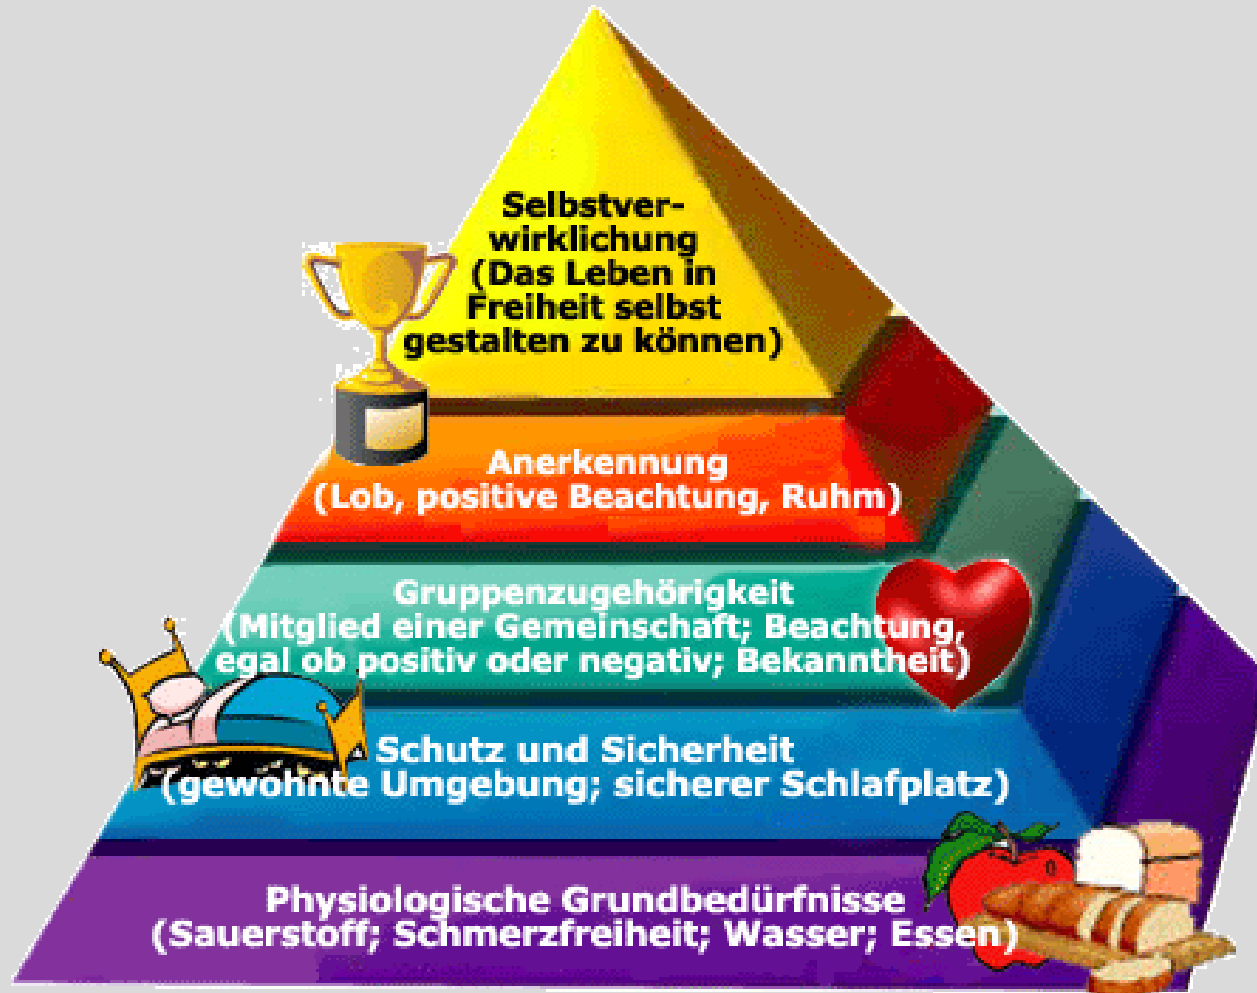 Selbstver-
wirklichung
(Das Leben in
Freiheit selbst
gestalten zu können)
Anerkennung
(Lob, positive Beachtung, Ruhm)
Gruppenzugehörigkeit
(Mitglied einer Gemeinschaft; Beachtung,
egal ob positiv oder negativ; Bekanntheit)
Schutz und Sicherheit
(gewohnte Umgebung; sicherer Schlafplatz)
Physiologische Grundbedürfnisse
(Sauerstoff; Schmerzfreiheit; Wasser; Essen)